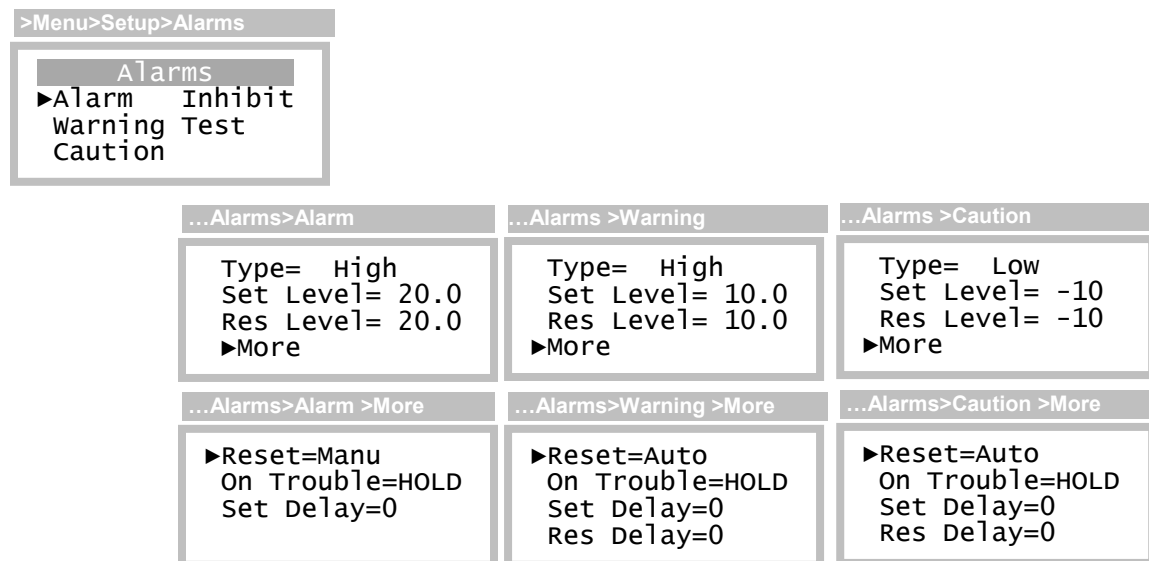 >Menu>Setup>Alarms
Alarms
►Alarm Inhibit
Warning Test
Caution
…Alarms>Alarm
Type= High
Set Level= 20.0
Res Level= 20.0
►More
…Alarms >Warning
Type= High
Set Level= 10.0
Res Level= 10.0
►More
…Alarms >Caution
Type= Low
Set Level= -10
Res Level= -10
►More
…Alarms>Alarm >More
►Reset=Manu
On Trouble=HOLD
Set Delay=0
…Alarms>Warning >More
►Reset=Auto
On Trouble=HOLD
Set Delay=0
Res Delay=0
…Alarms>Caution >More
►Reset=Auto
On Trouble=HOLD
Set Delay=0
Res Delay=0